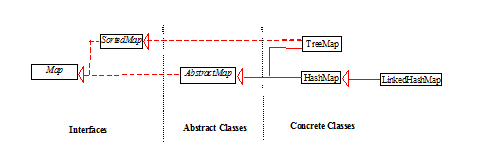 SortedMap
TreeMap
Map
AbstractMap
HashMap
LinkedHashMap
Interfaces
Abstract Classes
Concrete Classes